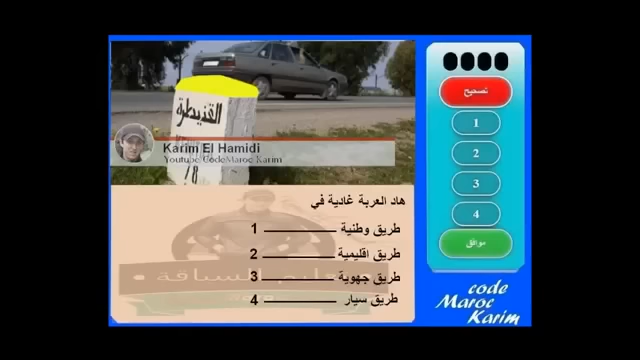 القنيطرة
18
Karim El Hamidi
Youtube:CodeMaroc Karim
هاد العربة غادية في
طريق وطنية 1
طريق اقليمية 2
طريق جهوية 3
طريق سيار 4
تصحيح
1
2
3
4
موافق
code
Maroc
Karim